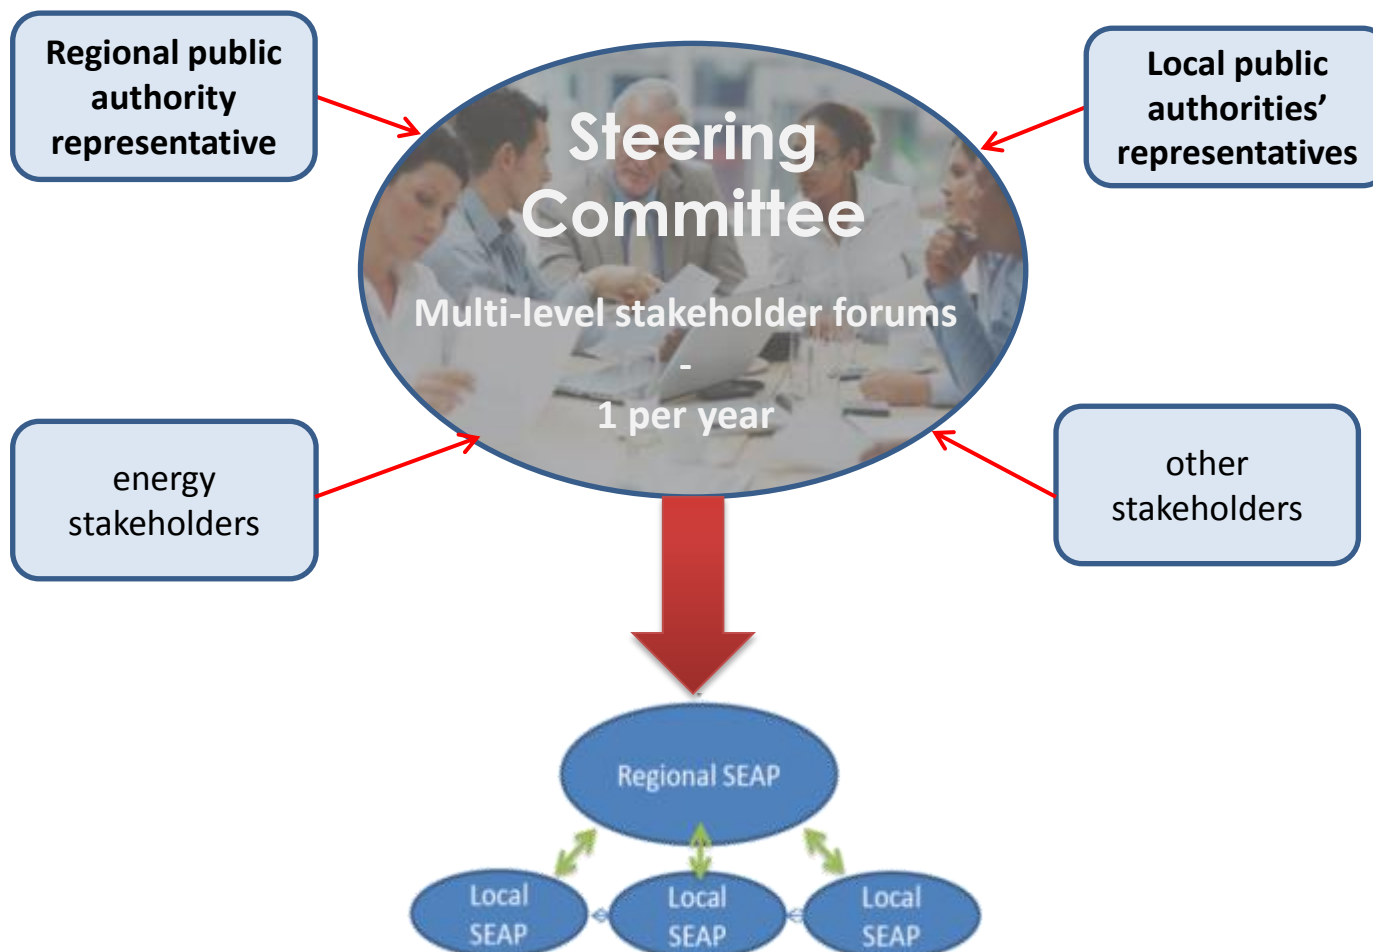 Regional public
authority
representative
Local public
authorities’
representatives
Steering
Committee
Multi-level stakeholder forums
-
1 per year
energy
stakeholders
other
stakeholders
Regional SEAP
Local
SEAP
Local
SEAP
Local
SEAP